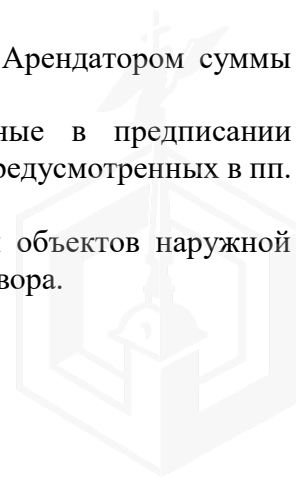 Арендатором суммы
ные в предписании
редусмотренных в пп.
объектов наружной
вора.